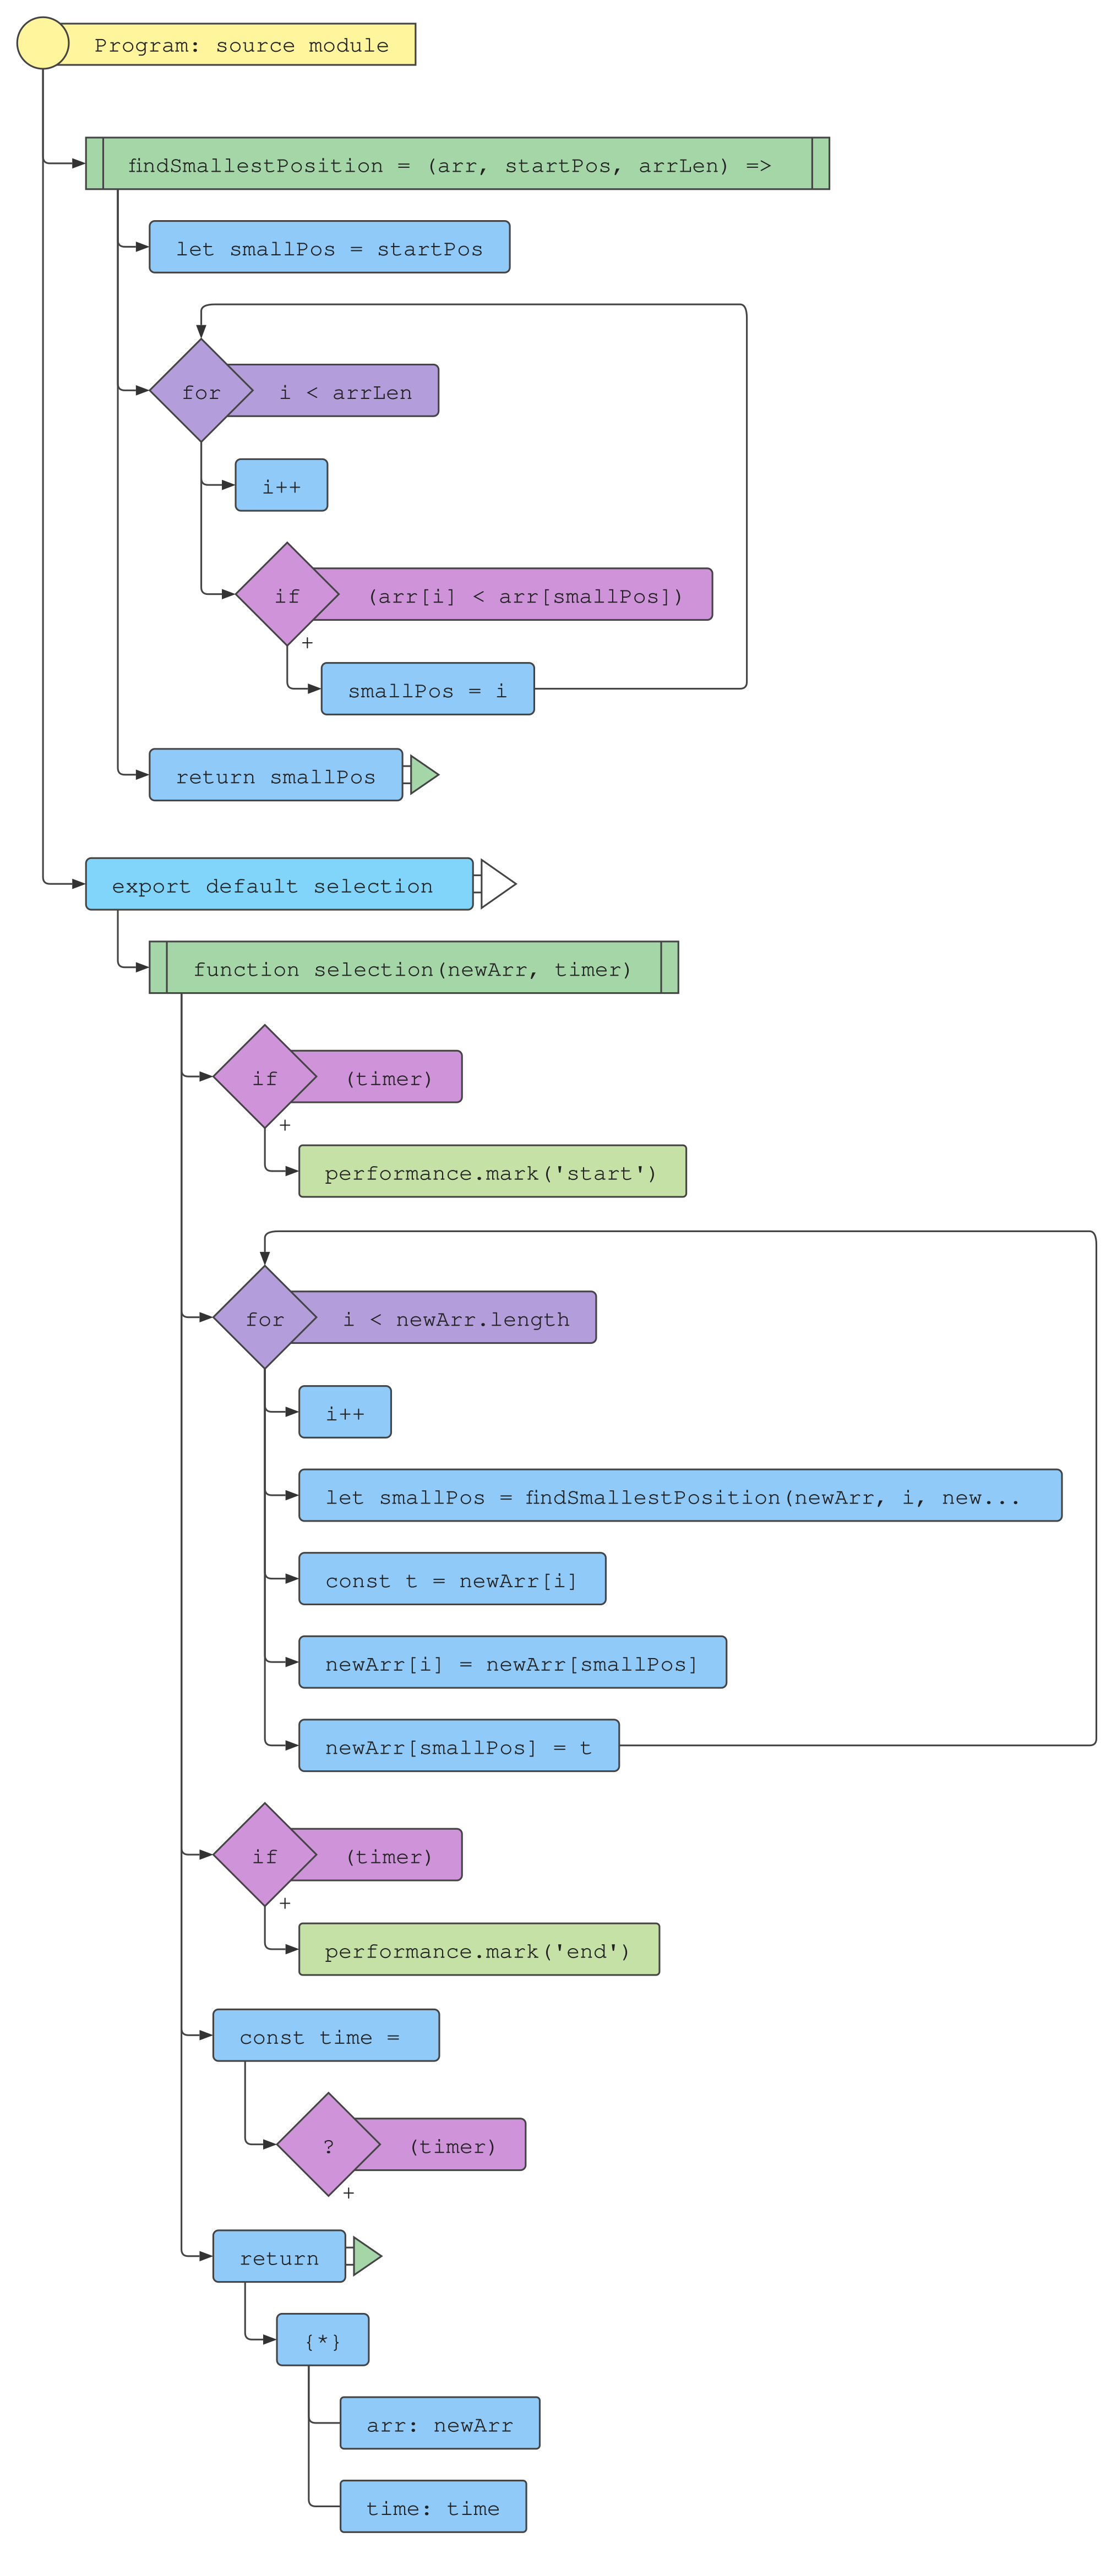 Program: source module
findSmallestPosition = (arr, startPos, arrLen) =>
let smallPos = startPos
for i < arrLen
i++
if (arr[i] < arr[smallPos])
+
smallPos = i
return smallPos
export default selection
function selection(newArr, timer)
if (timer)
+
performance.mark('start')
for i < newArr.length
i++
let smallPos = findSmallestPosition(newArr, i, new...
const t = newArr[i]
newArr[i] = newArr[smallPos]
newArr[smallPos] = t
if (timer)
+
performance.mark('end')
const time =
? (timer)
+
return
{*}
arr: newArr
time: time